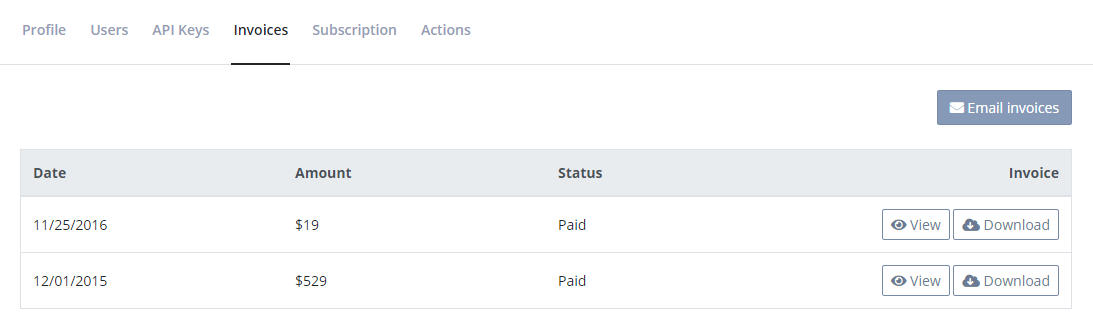 Profile Users API Keys Invoices Subscription Actions
Email invoices
Date Amount Status Invoice
11/25/2016 $19 Paid View Download
12/01/2015 $529 Paid View Download